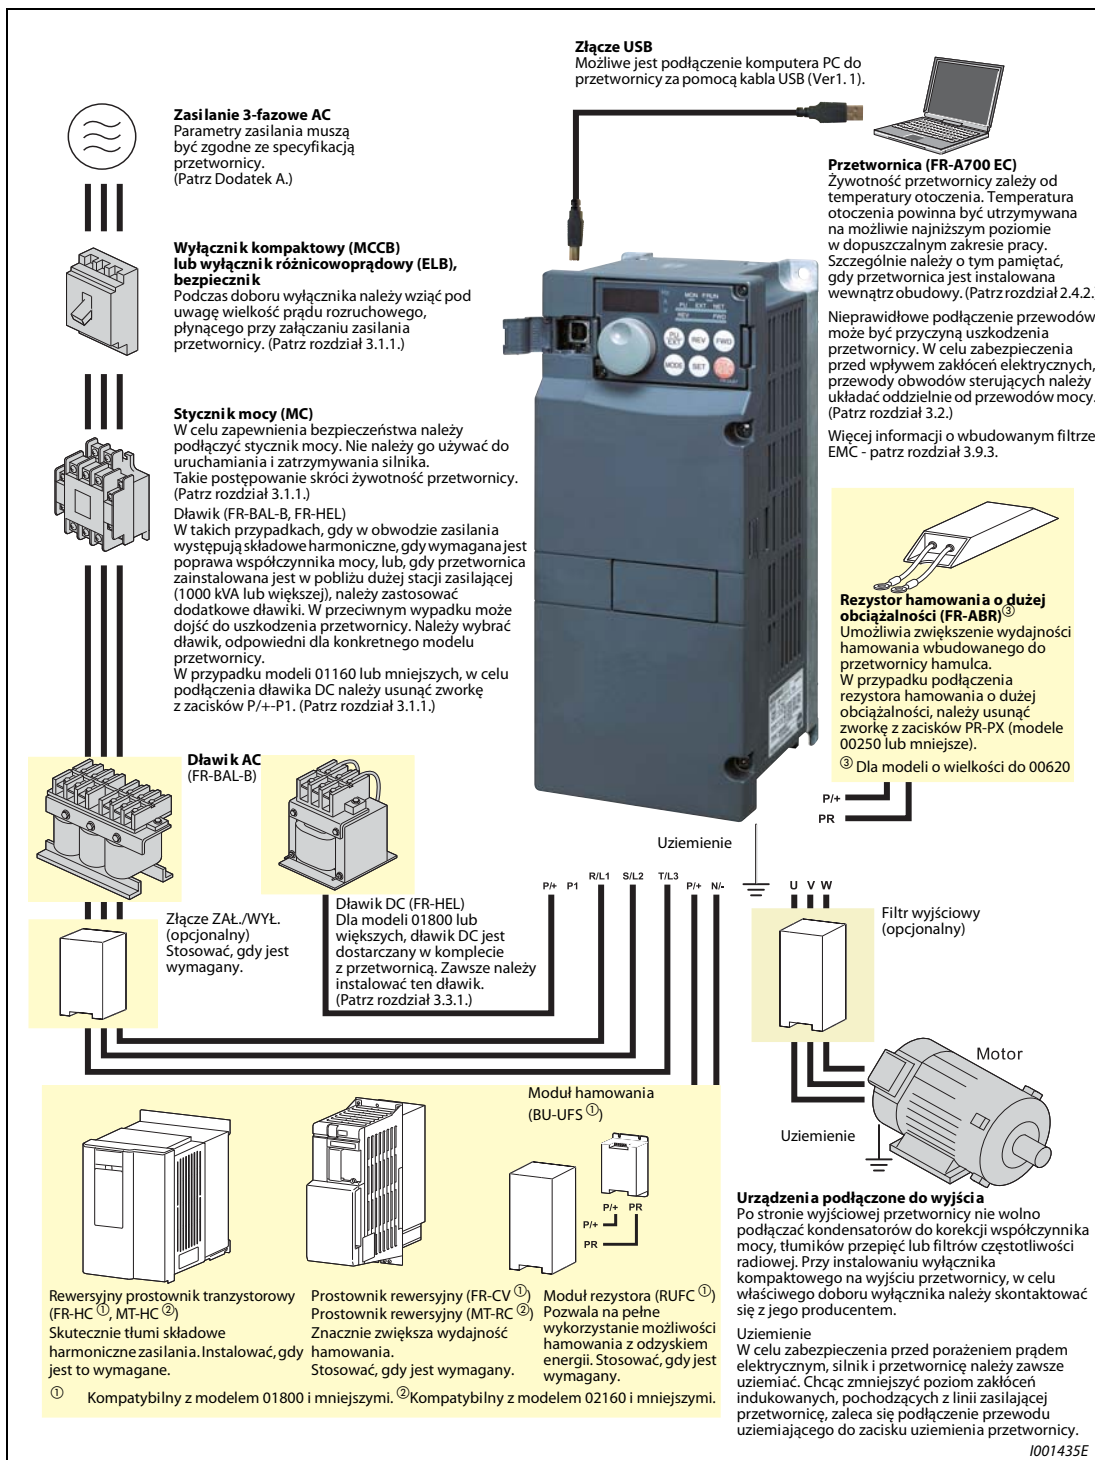 Złącze USB
Możliwe jest podłączenie komputera PC do
przetwornicy za pomocą kabla USB (Ver1. 1).
Zasilanie 3-fazowe AC
Parametry zasilania muszą
być zgodne ze specyfikacją
przetwornicy.
(Patrz Dodatek A.)
Wyłącznik kompaktowy (MCCB)
lub wyłącznik różnicowoprądowy (ELB),
bezpiecznik
Podczas doboru wyłącznika należy wziąć pod
uwagę wielkość prądu rozruchowego,
płynącego przy załączaniu zasilania
przetwornicy. (Patrz rozdział 3.1.1.)
Stycznik mocy (MC)
W celu zapewnienia bezpieczeństwa należy
podłączyć stycznik mocy. Nie należy go używać do
uruchamiania i zatrzymywania silnika.
Takie postępowanie skróci żywotność przetwornicy.
(Patrz rozdział 3.1.1.)
Dławik (FR-BAL-B, FR-HEL)
W takich przypadkach, gdy w obwodzie zasilania
występują składowe harmoniczne, gdy wymagana jest
poprawa współczynnika mocy, lub, gdy przetwornica
zainstalowana jest w pobliżu dużej stacji zasilającej
(1000 kVA lub większej), należy zastosować
dodatkowe dławiki. W przeciwnym wypadku może
dojść do uszkodzenia przetwornicy. Należy wybrać
dławik, odpowiedni dla konkretnego modelu
przetwornicy.
W przypadku modeli 01160 lub mniejszych, w celu
podłączenia dławika DC należy usunąć zworkę
z zacisków P/+-P1. (Patrz rozdział 3.1.1.)
MON P.RUN
PU EXT NET
REV FWD
PU
EXT
REV
FWD
MODE
SET
Przetwornica (FR-A700 EC)
Żywotność przetwornicy zależy od
temperatury otoczenia. Temperatura
otoczenia powinna być utrzymywana
na możliwie najniższym poziomie
w dopuszczalnym zakresie pracy.
Szczególnie należy o tym pamiętać,
gdy przetwornica jest instalowana
wewnątrz obudowy. (Patrz rozdział 2.4.2.
Nieprawidłowe podłączenie przewodów
może być przyczyną uszkodzenia
przetwornicy. W celu zabezpieczenia
przed wpływem zakłóceń elektrycznych,
przewody obwodów sterujących należy
układać oddzielnie od przewodów mocy.
(Patrz rozdział 3.2.)
Więcej informacji o wbudowanym filtrze
EMC - patrz rozdział 3.9.3.
Rezystor hamowania o dużej
obciążalności (FR-ABR)③
Umożliwia zwiększenie wydajności
hamowania wbudowanego do
przetwornicy hamulca.
W przypadku podłączenia
rezystora hamowania o dużej
obciążalności, należy usunąć
zworkę z zacisków PR-PX (modele
00250 lub mniejsze).
③ Dla modeli o wielkości do 00620
P/+
PR
Dławik AC
(FR-BAL-B)
Uziemienie
P/+ P1 R/L1 S/L2 T/L3 P/+ N/-
U V W
Złącze ZAŁ./WYŁ.
(opcjonalny)
Stosować, gdy jest
wymagany.
Dławik DC (FR-HEL)
Dla modeli 01800 lub
większych, dławik DC jest
dostarczany w komplecie
z przetwornicą. Zawsze należy
instalować ten dławik.
(Patrz rozdział 3.3.1.)
Filtr wyjściowy
(opcjonalny)
Motor
Uziemienie
Moduł hamowania
(BU-UFS ①)
P/+ PR
P/+
PR
Rewersyjny prostownik tranzystorowy
(FR-HC ①, MT-HC ②)
Skutecznie tłumi składowe
harmoniczne zasilania. Instalować, gdy
jest to wymagane.
Prostownik rewersyjny (FR-CV ①)
Prostownik rewersyjny (MT-RC ②)
Znacznie zwiększa wydajność
hamowania.
Stosować, gdy jest wymagany.
Moduł rezystora (RUFC ①)
Pozwala na pełne
wykorzystanie możliwości
hamowania z odzyskiem
energii. Stosować, gdy jest
wymagany.
① Kompatybilny z modelem 01800 i mniejszymi. ②Kompatybilny z modelem 02160 i mniejszymi.
Urządzenia podłączone do wyjścia
Po stronie wyjściowej przetwornicy nie wolno
podłączać kondensatorów do korekcji współczynnika
mocy, tłumików przepięć lub filtrów częstotliwości
radiowej. Przy instalowaniu wyłącznika
kompaktowego na wyjściu przetwornicy, w celu
właściwego doboru wyłącznika należy skontaktować
się z jego producentem.
Uziemienie
W celu zabezpieczenia przed porażeniem prądem
elektrycznym, silnik i przetwornicę należy zawsze
uziemiać. Chcąc zmniejszyć poziom zakłóceń
indukowanych, pochodzących z linii zasilającej
przetwornicę, zaleca się podłączenie przewodu
uziemiającego do zacisku uziemienia przetwornicy.
I001435E